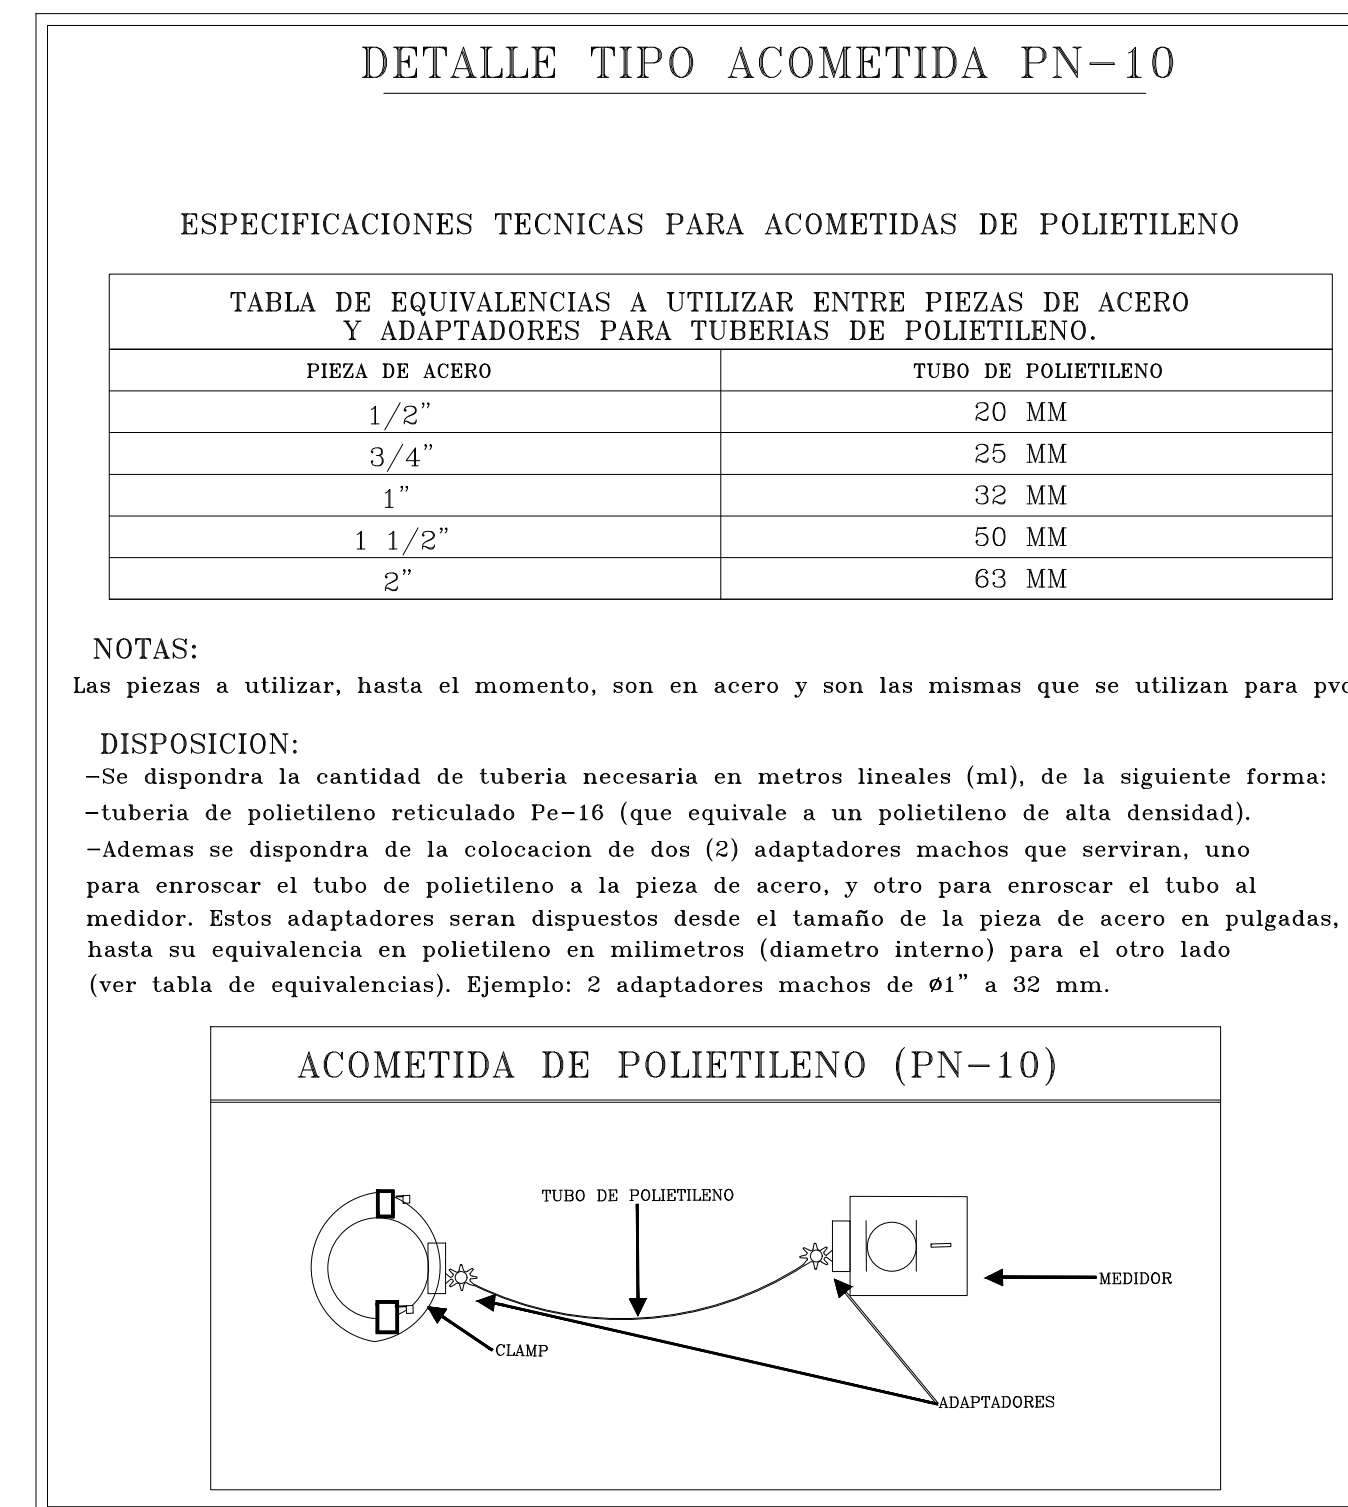 DETALLE TIPO ACOMETIDA PN-10
ESPECIFICACIONES TECNICAS PARA ACOMETIDAS DE POLIETILENO
TABLA DE EQUIVALENCIAS A UTILIZAR ENTRE PIEZAS DE ACERO
Y ADAPTADORES PARA TUBERIAS DE POLIETILENO.
PIEZA DE ACERO TUBO DE POLIETILENO
1/2" 20 MM
3/4" 25 MM
1" 32 MM
1 1/2" 50 MM
2" 63 MM
NOTAS:
Las piezas a utilizar, hasta el momento, son en acero y son las mismas que se utilizan para
DISPOSICION:
-Se dispondra la cantidad de tuberia necesaria en metros lineales (ml), de la siguiente forma:
-tuberia de polietileno reticulado Pe-16 (que equivale a un polietileno de alta densidad).
-Ademas se dispondra de la colocacion de dos (2) adaptadores machos que serviran, uno
para enroscar el tubo de polietileno a la pieza de acero, y otro para enroscar el tubo al
medidor. Estos adaptadores seran dispuestos desde el tamaño de la pieza de acero en pulgadas,
hasta su equivalencia en polietileno en milimetros (diametro interno) para el otro lado
(ver tabla de equivalencias). Ejemplo: 2 adaptadores machos de ø1" a 32 mm.
ACOMETIDA DE POLIETILENO (PN-10)
TUBO DE POLIETILENO
MEDIDOR
CLAMP
ADAPTADORES